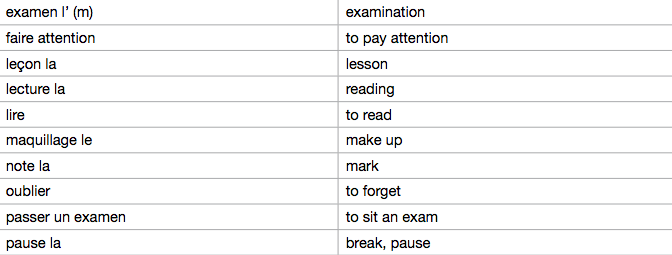 examen l’ (m) examination
faire attention to pay attention
leçon la lesson
lecture la reading
lire to read
maquillage le make up
note la mark
oublier to forget
passer un examen to sit an exam
pause la break, pause